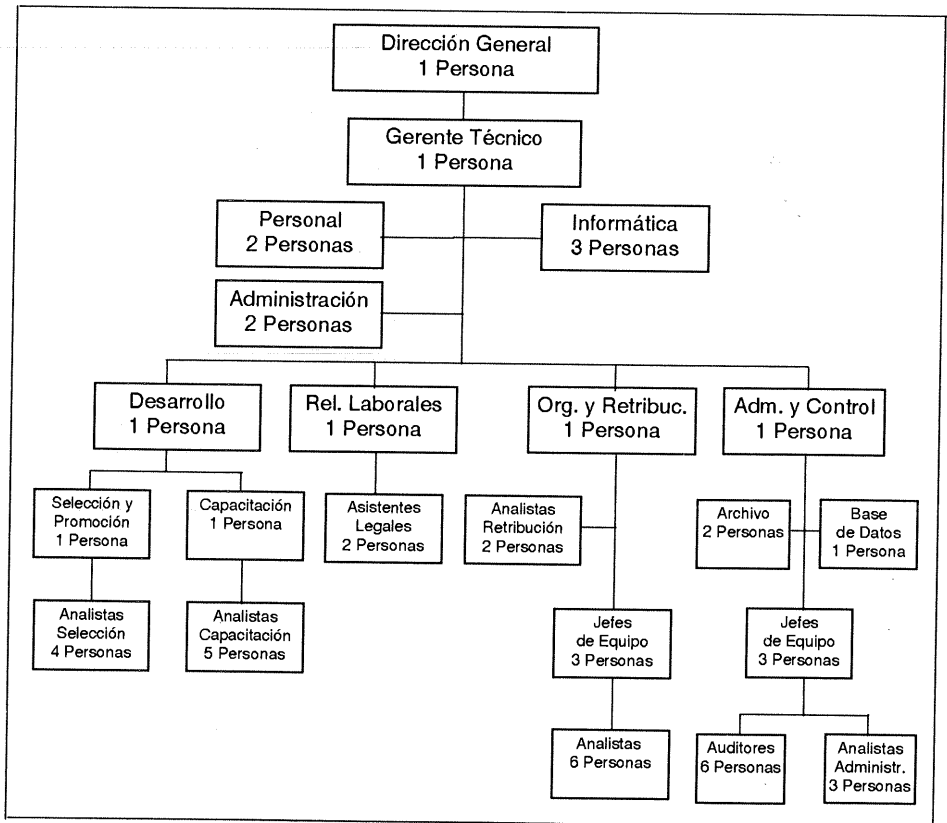 Dirección General
1 Persona
Gerente Técnico
1 Persona
Personal
2 Personas
Informática
3 Personas
Administración
2 Personas
Desarrollo
1 Persona
Rel. Laborales
1 Persona
Org. y Retribuc.
1 Persona
Adm. y Control
1 Persona
Selección y
Promoción
1 Persona
Capacitación
1 Persona
Asistentes
Legales
2 Personas
Analistas
Retribución
2 Personas
Archivo
2 Personas
Base
de Datos
1 Persona
Analistas
Selección
4 Personas
Analistas
Capacitación
5 Personas
Jefes
de Equipo
3 Personas
Jefes
de Equipo
3 Personas
Analistas
6 Personas
Auditores
6 Personas
Analistas
Administr.
3 Personas